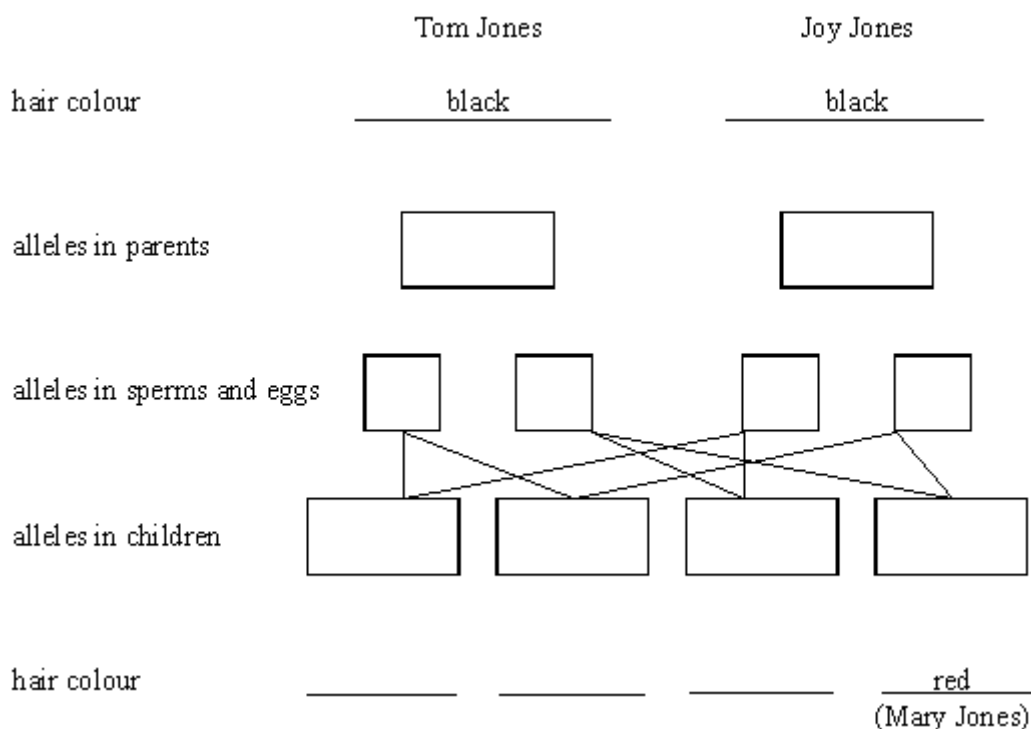 Tom Jones Joy Jones
hair colour black black
alleles in parents
alleles in sperms and eggs
alleles in children
hair colour red
(Mary Jones)